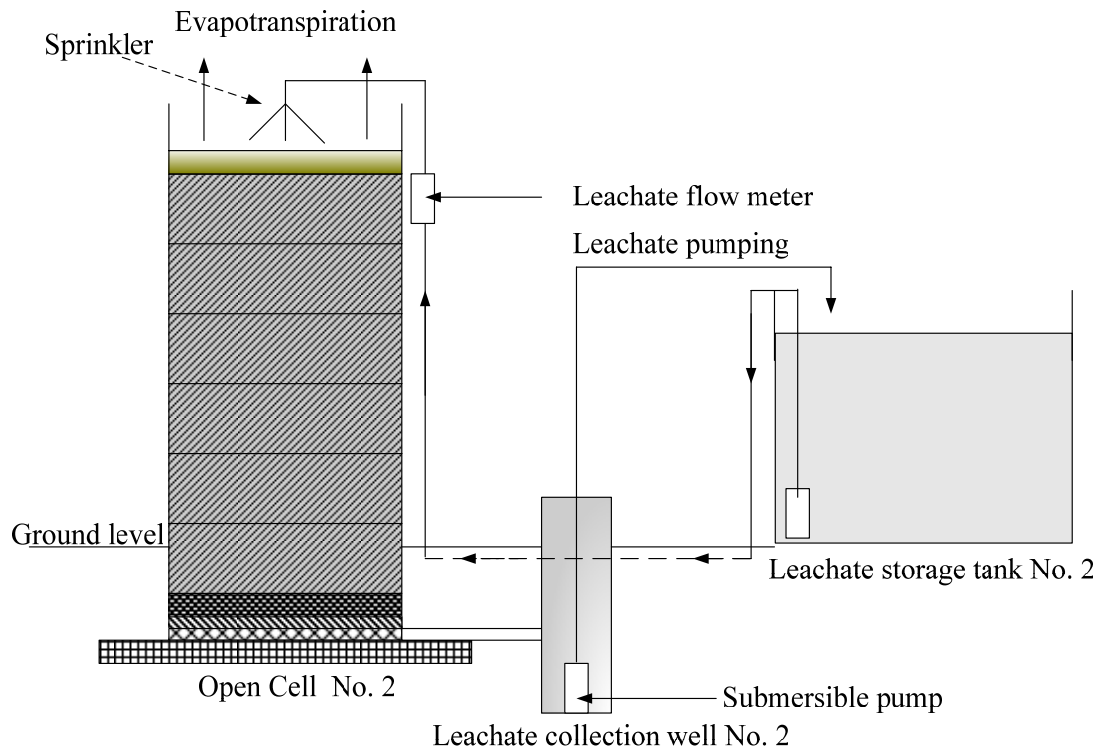 Evapotranspiration
Sprinkler
Leachate flow meter
Leachate pumping
Ground level
Leachate storage tank No. 2
Open Cell No. 2
Submersible pump
Leachate collection well No. 2